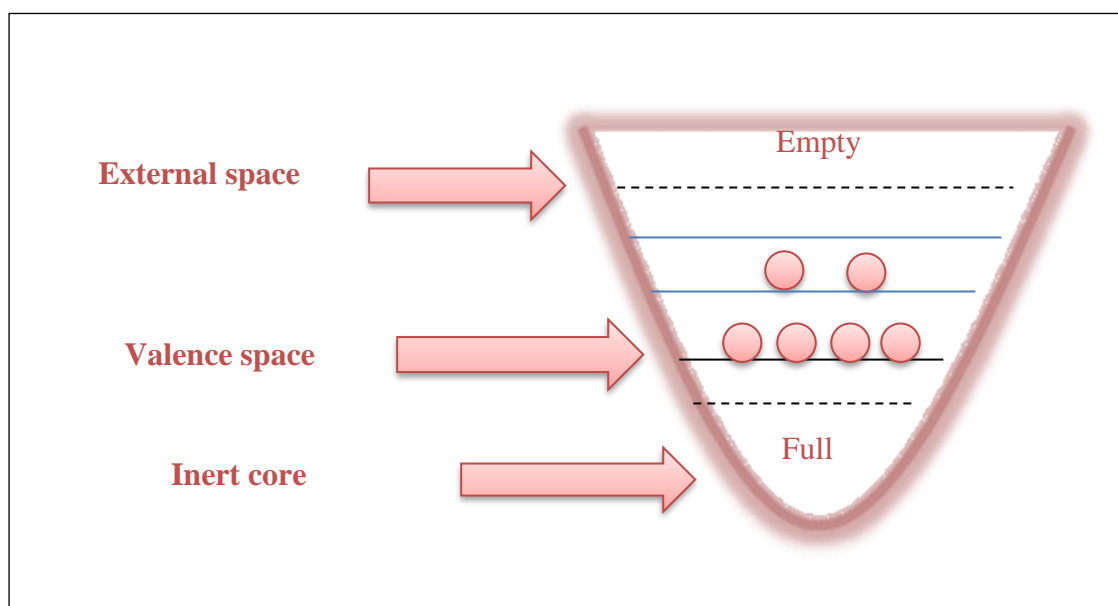 Empty
External space
Valence space
Full
Inert core